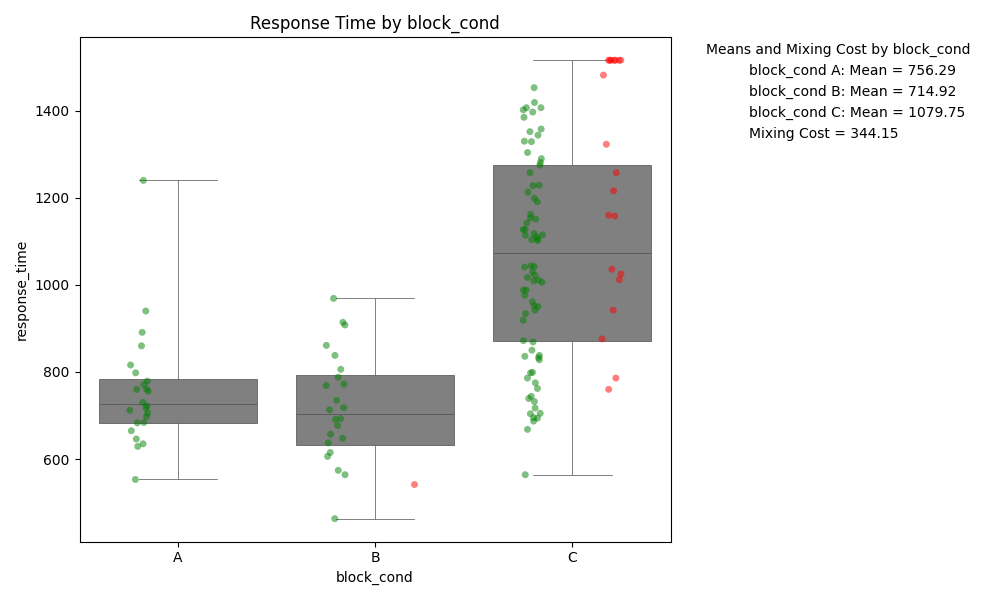 Response Time by block_cond
Means and Mixing Cost by block_cond
block_cond A: Mean = 756.29
block_cond B: Mean = 714.92
block_cond C: Mean = 1079.75
Mixing Cost = 344.15
response_time
1400
1200
1000
800
600
A
B
C
block_cond